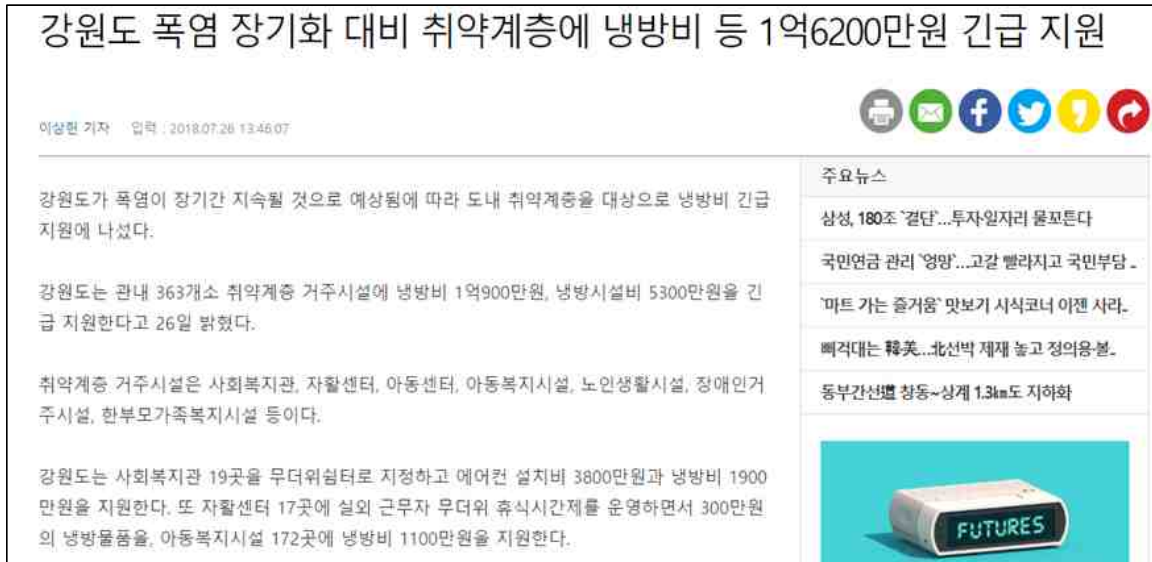 강원도 폭염 장기화 대비 취약계층에 냉방비 등 1억6200만원 긴급 지원
이상헌 기자 입력 : 2018.07.26 13:46:07
강원도가 폭염이 장기간 지속될 것으로 예상됨에 따라 도내 취약계층을 대상으로 냉방비 긴급
지원에 나섰다.
강원도는 관내 363개소 취약계층 거주시설에 냉방비 1억900만원, 냉방시설비 5300만원을 긴
급 지원한다고 26일 밝혔다.
취약계층 거주시설은 사회복지관, 자활센터, 아동센터, 아동복지시설, 노인생활시설, 장애인거
주시설, 한부모가족복지시설 등이다.
강원도는 사회복지관 19곳을 무더위쉼터로 지정하고 에어컨 설치비 3800만원과 냉방비 1900
만원을 지원한다. 또 자활센터 17곳에 실외 근무자 무더위 휴식시간제를 운영하면서 300만원
의 냉방물품을, 아동복지시설 172곳에 냉방비 1100만원을 지원한다.
주요뉴스
삼성, 180조 `결단`...투자·일자리 물꼬튼다
국민연금 관리 `엉망`...고갈 빨라지고 국민부담 ..
`마트 가는 즐거움` 맛보기 시식코너 이젠 사라..
삐걱대는 韓美...北선박 제재 놓고 정의용·볼..
동부간선道 창동~상계 1.3㎞도 지하화
FUTURES